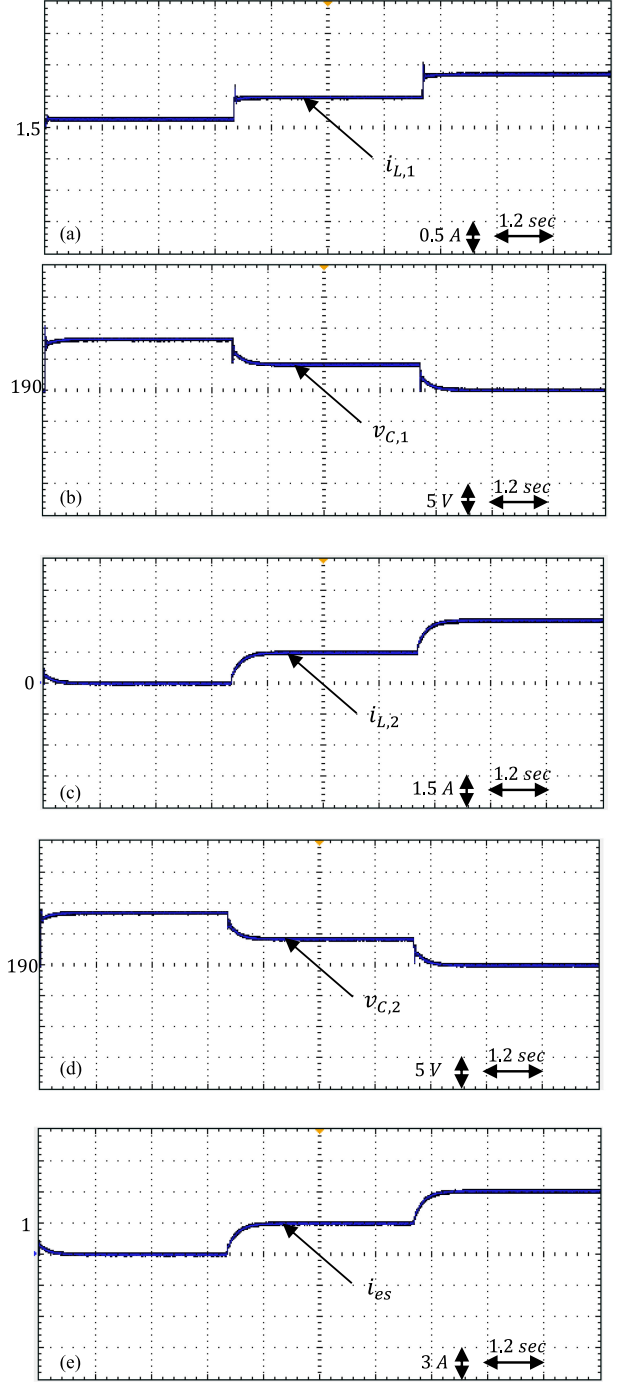 1.5
i_{L,1}
(a)
0.5 A
1.2 sec
190
v_{C,1}
(b)
5 V
1.2 sec
0
i_{L,2}
(c)
1.5 A
1.2 sec
190
v_{C,2}
(d)
5 V
1.2 sec
1
i_{es}
(e)
3 A
1.2 sec